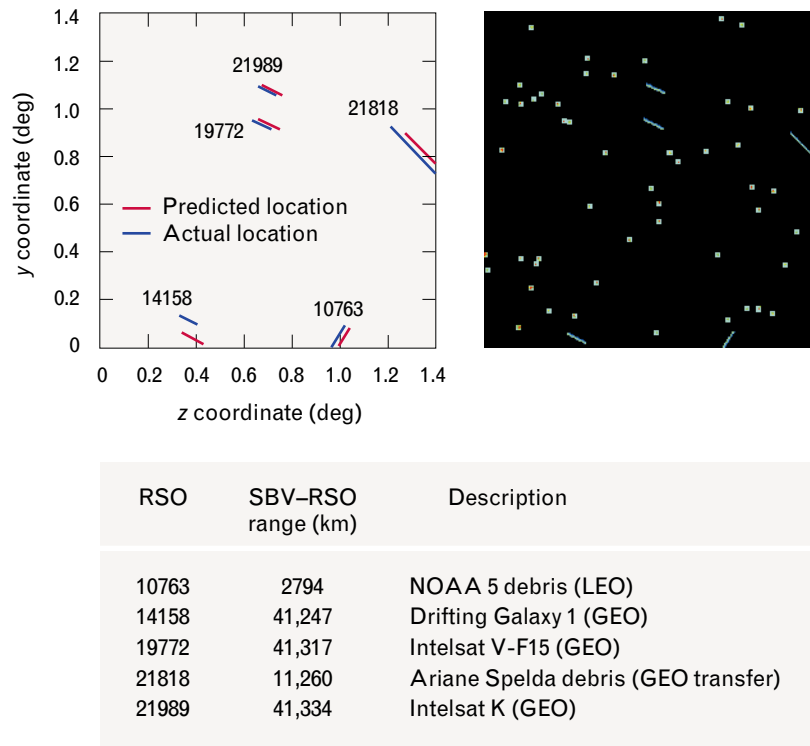 1.4
1.2
1.0
0.8
0.6
0.4
0.2
0
y coordinate (deg)
21989
21818
19772
Predicted location
Actual location
14158
10763
0 0.2 0.4 0.6 0.8 1.0 1.2 1.4
z coordinate (deg)
RSO SBV–RSO Description
range (km)
10763 2794 NOAA 5 debris (LEO)
14158 41,247 Drifting Galaxy 1 (GEO)
19772 41,317 Intelsat V-F15 (GEO)
21818 11,260 Ariane Spelda debris (GEO transfer)
21989 41,334 Intelsat K (GEO)